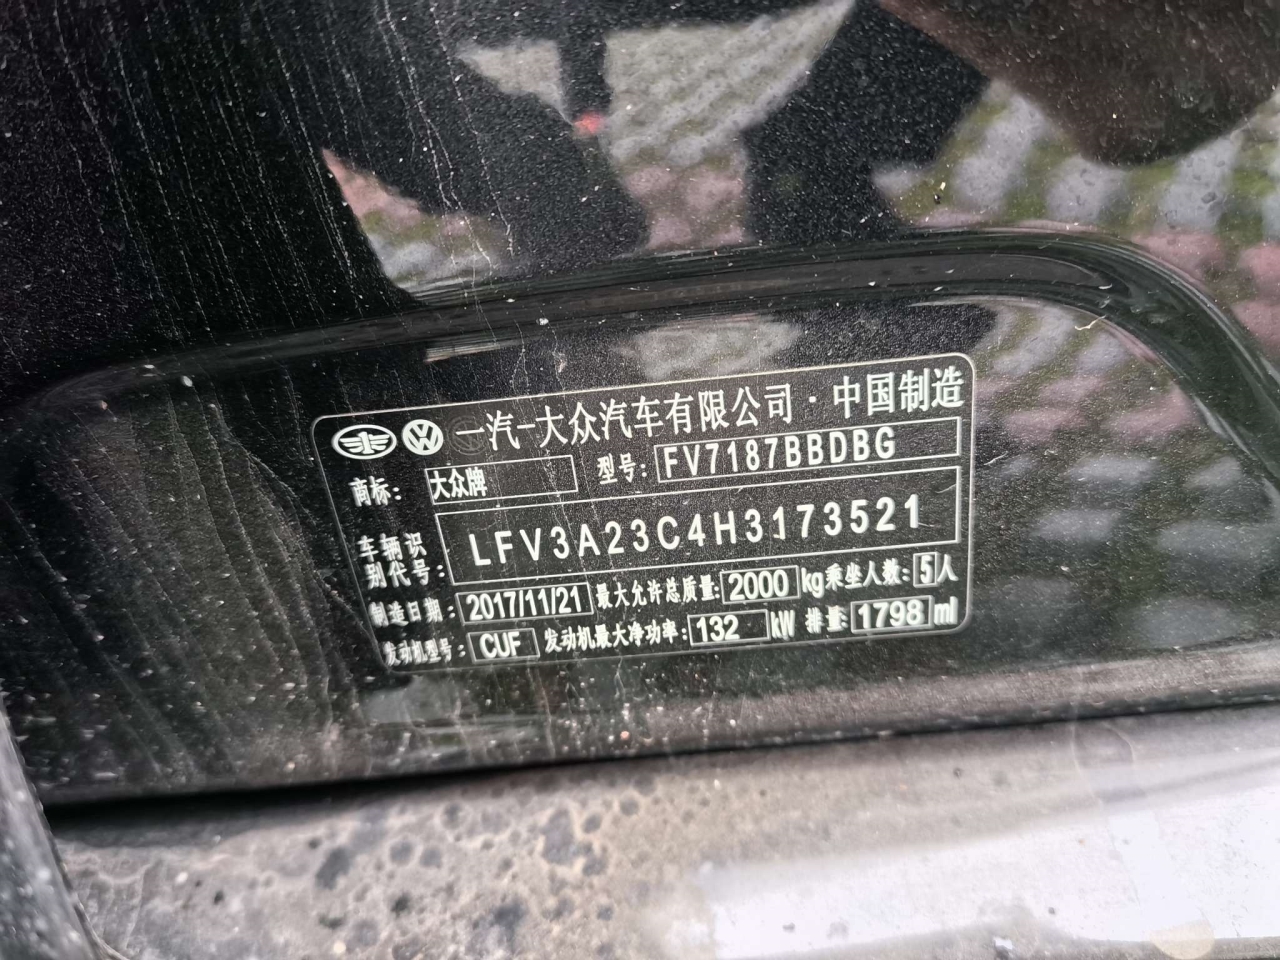 一汽-大众汽车有限公司·中国制造
商标: 大众牌 型号: FV7187BBDBG
车辆识别代号: LFV3A23C4H3173521
制造日期: 2017/11/21 最大允许总质量: 2000 kg 乘坐人数: 5 人
发动机型号: CUF 发动机最大净功率: 132 kW 排量: 1798 ml